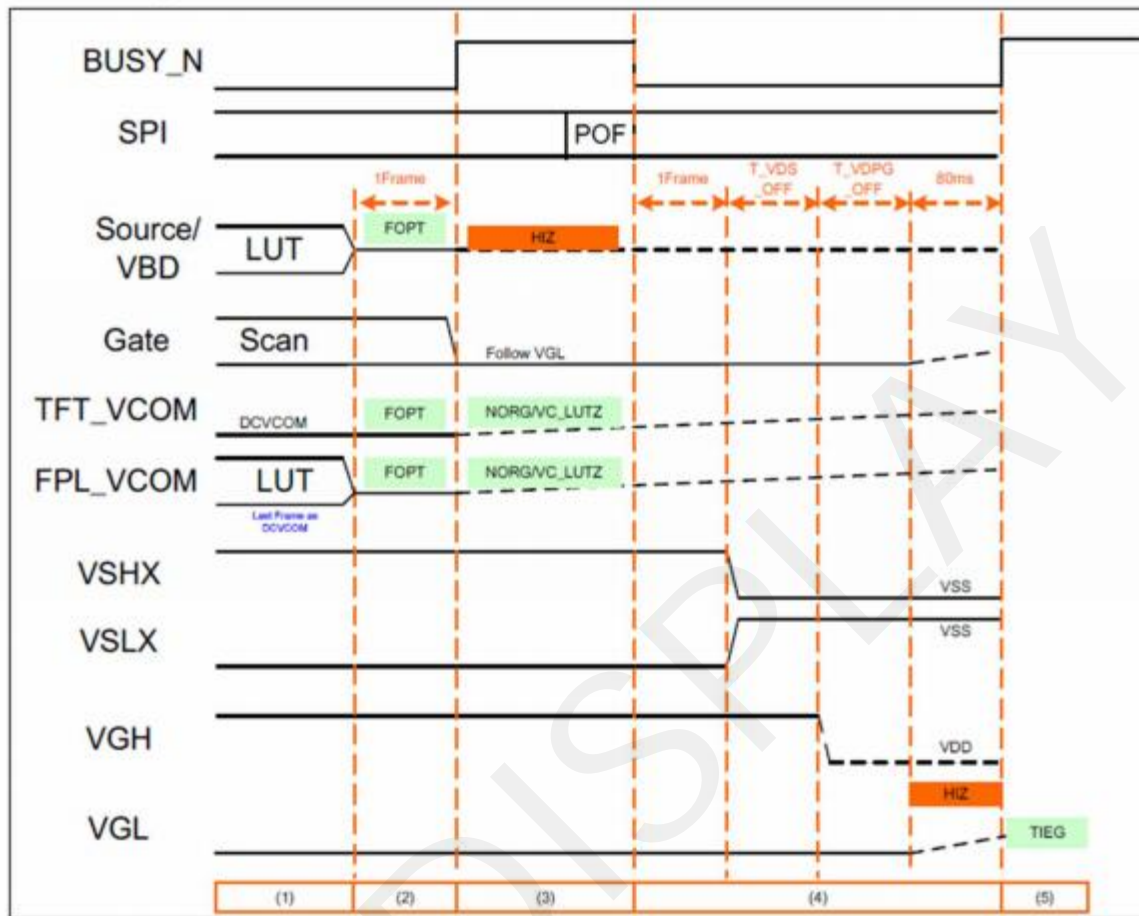 BUSY_N
SPI
POF
1Frame
1Frame
T_VDS
_OFF
T_VDPG
_OFF
80ms
Source/
VBD
LUT
FOPT
HIZ
Gate
Scan
Follow VGL
TFT_VCOM
DCVCOM
FOPT
NORG/VC_LUTZ
FPL_VCOM
LUT
FOPT
NORG/VC_LUTZ
Last Frame as
DCVCOM
VSHX
VSS
VSLX
VSS
VGH
VDD
HIZ
VGL
TIEG
(1)
(2)
(3)
(4)
(5)
DISPLAY